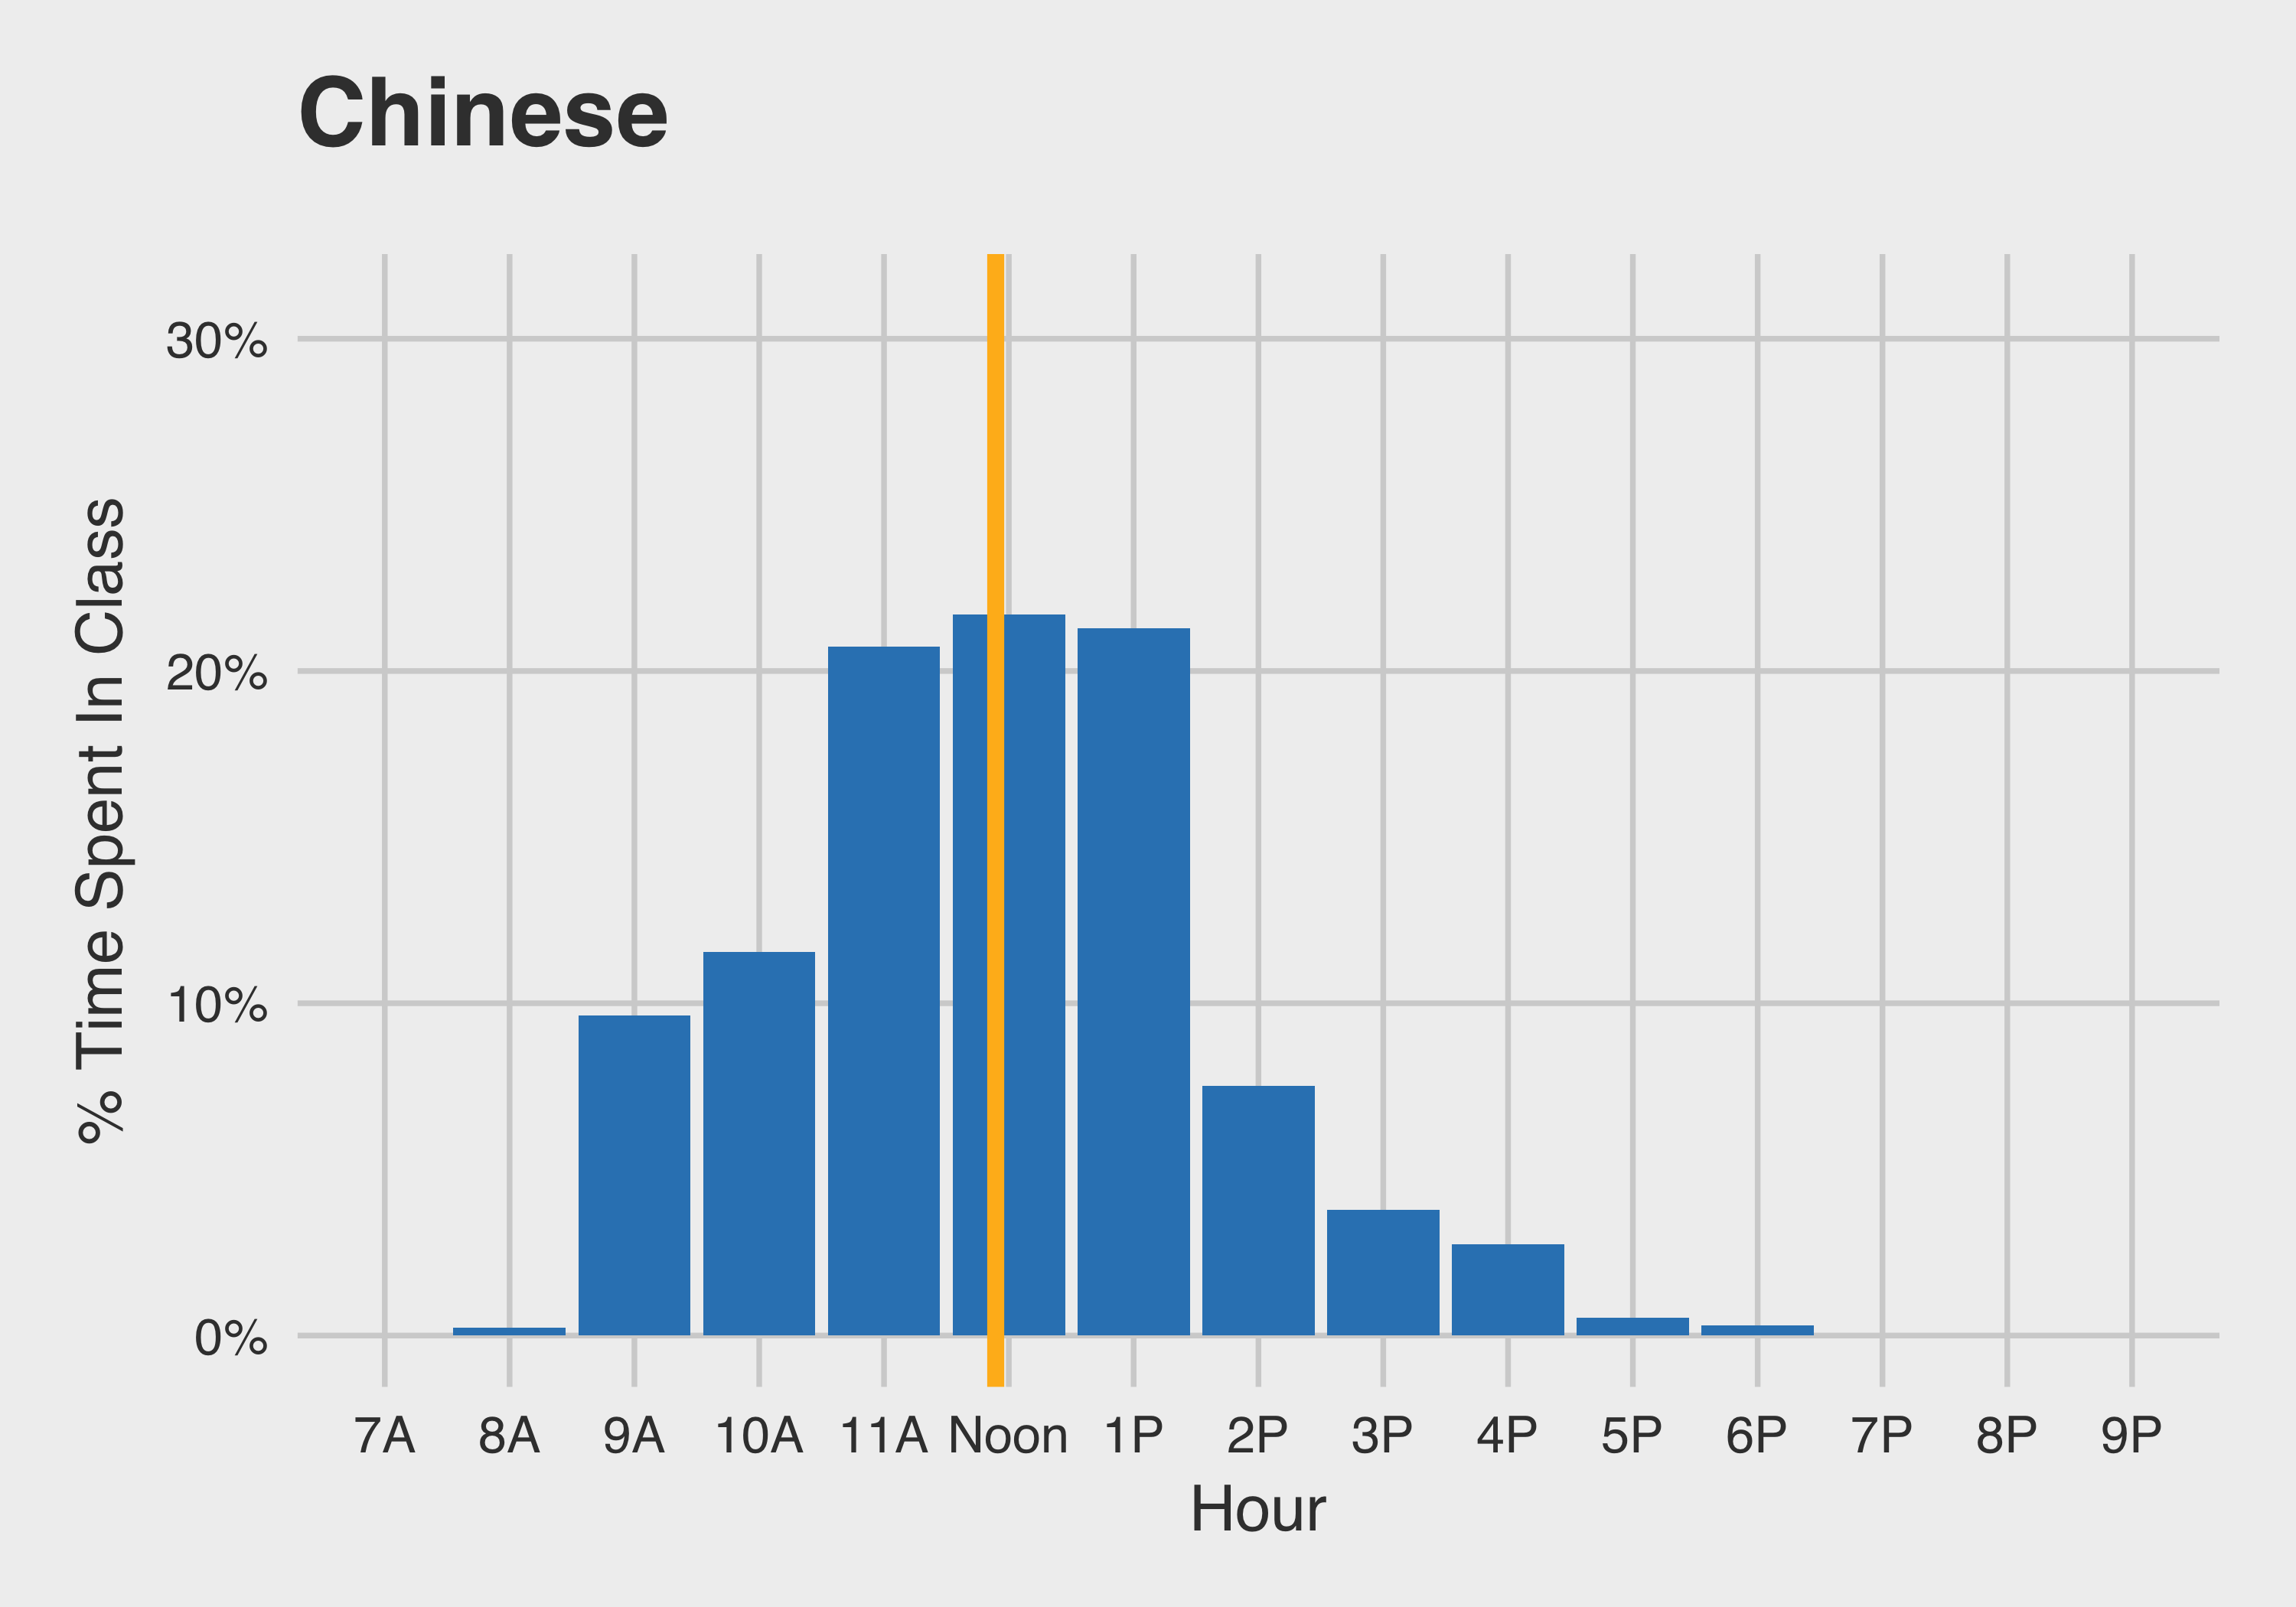 Chinese
% Time Spent In Class
30%
20%
10%
0%
7A 8A 9A 10A 11A Noon 1P 2P 3P 4P 5P 6P 7P 8P 9P
Hour